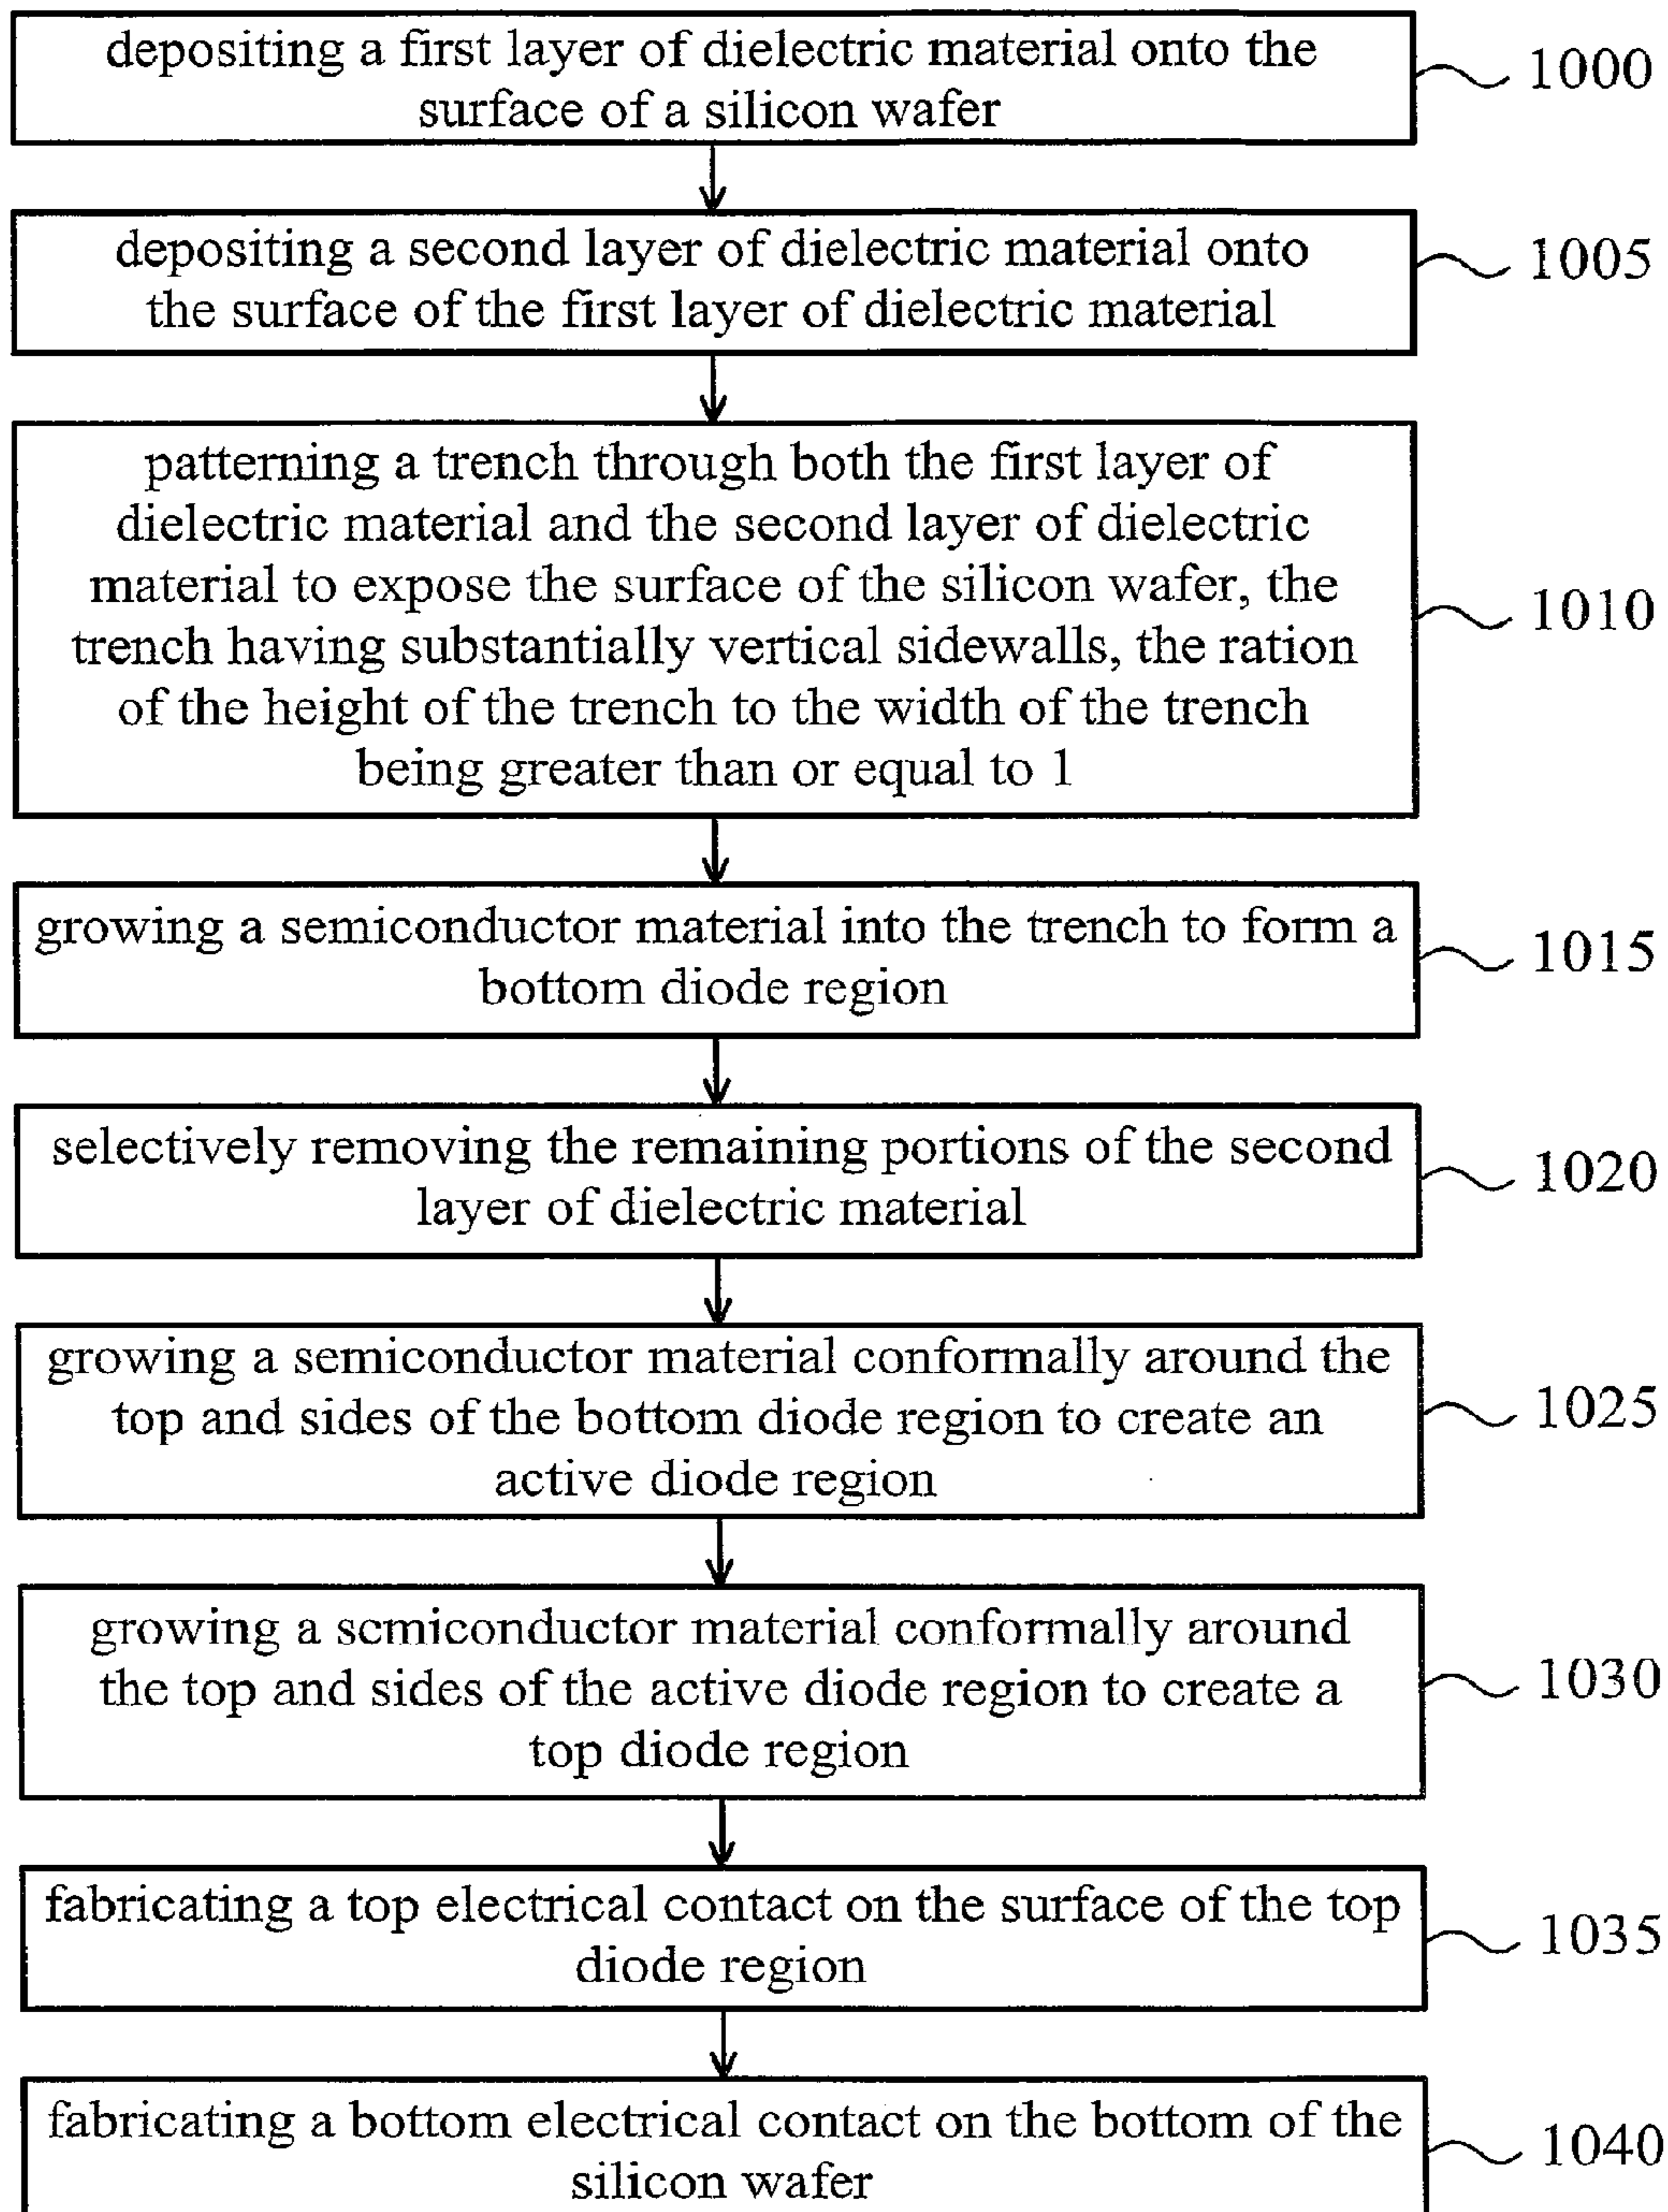 depositing a first layer of dielectric material onto the
surface of a silicon wafer
1000
depositing a second layer of dielectric material onto
the surface of the first layer of dielectric material
1005
patterning a trench through both the first layer of
dielectric material and the second layer of dielectric
material to expose the surface of the silicon wafer, the
trench having substantially vertical sidewalls, the ration
of the height of the trench to the width of the trench
being greater than or equal to 1
1010
growing a semiconductor material into the trench to form a
bottom diode region
1015
selectively removing the remaining portions of the second
layer of dielectric material
1020
growing a semiconductor material conformally around the
top and sides of the bottom diode region to create an
active diode region
1025
growing a semiconductor material conformally around
the top and sides of the active diode region to create a
top diode region
1030
fabricating a top electrical contact on the surface of the top
diode region
1035
fabricating a bottom electrical contact on the bottom of the
silicon wafer
1040